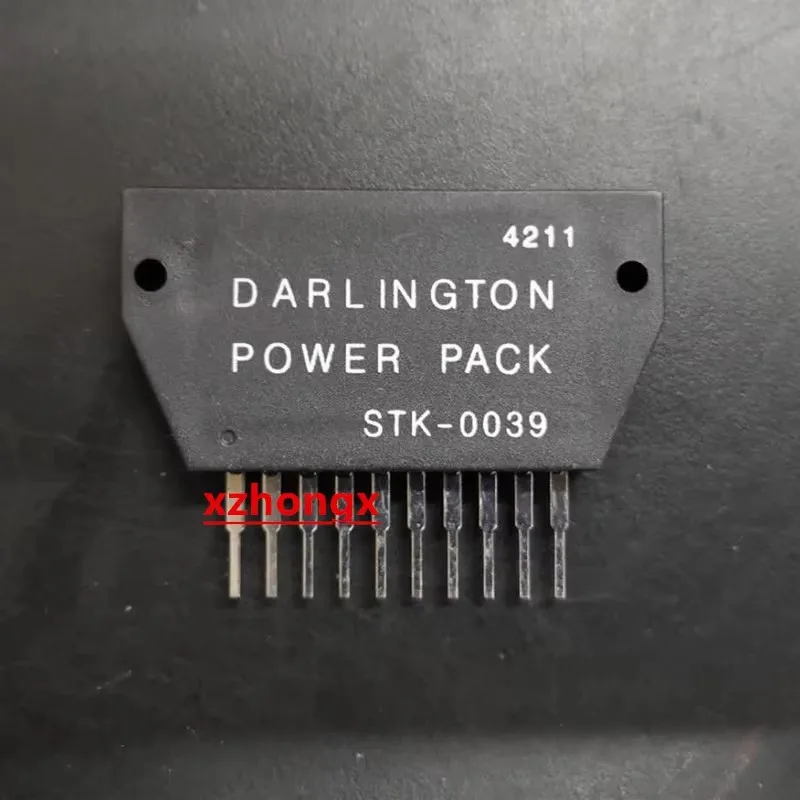 4211
DARLINGTON
POWER PACK
STK-0039
xzhongx